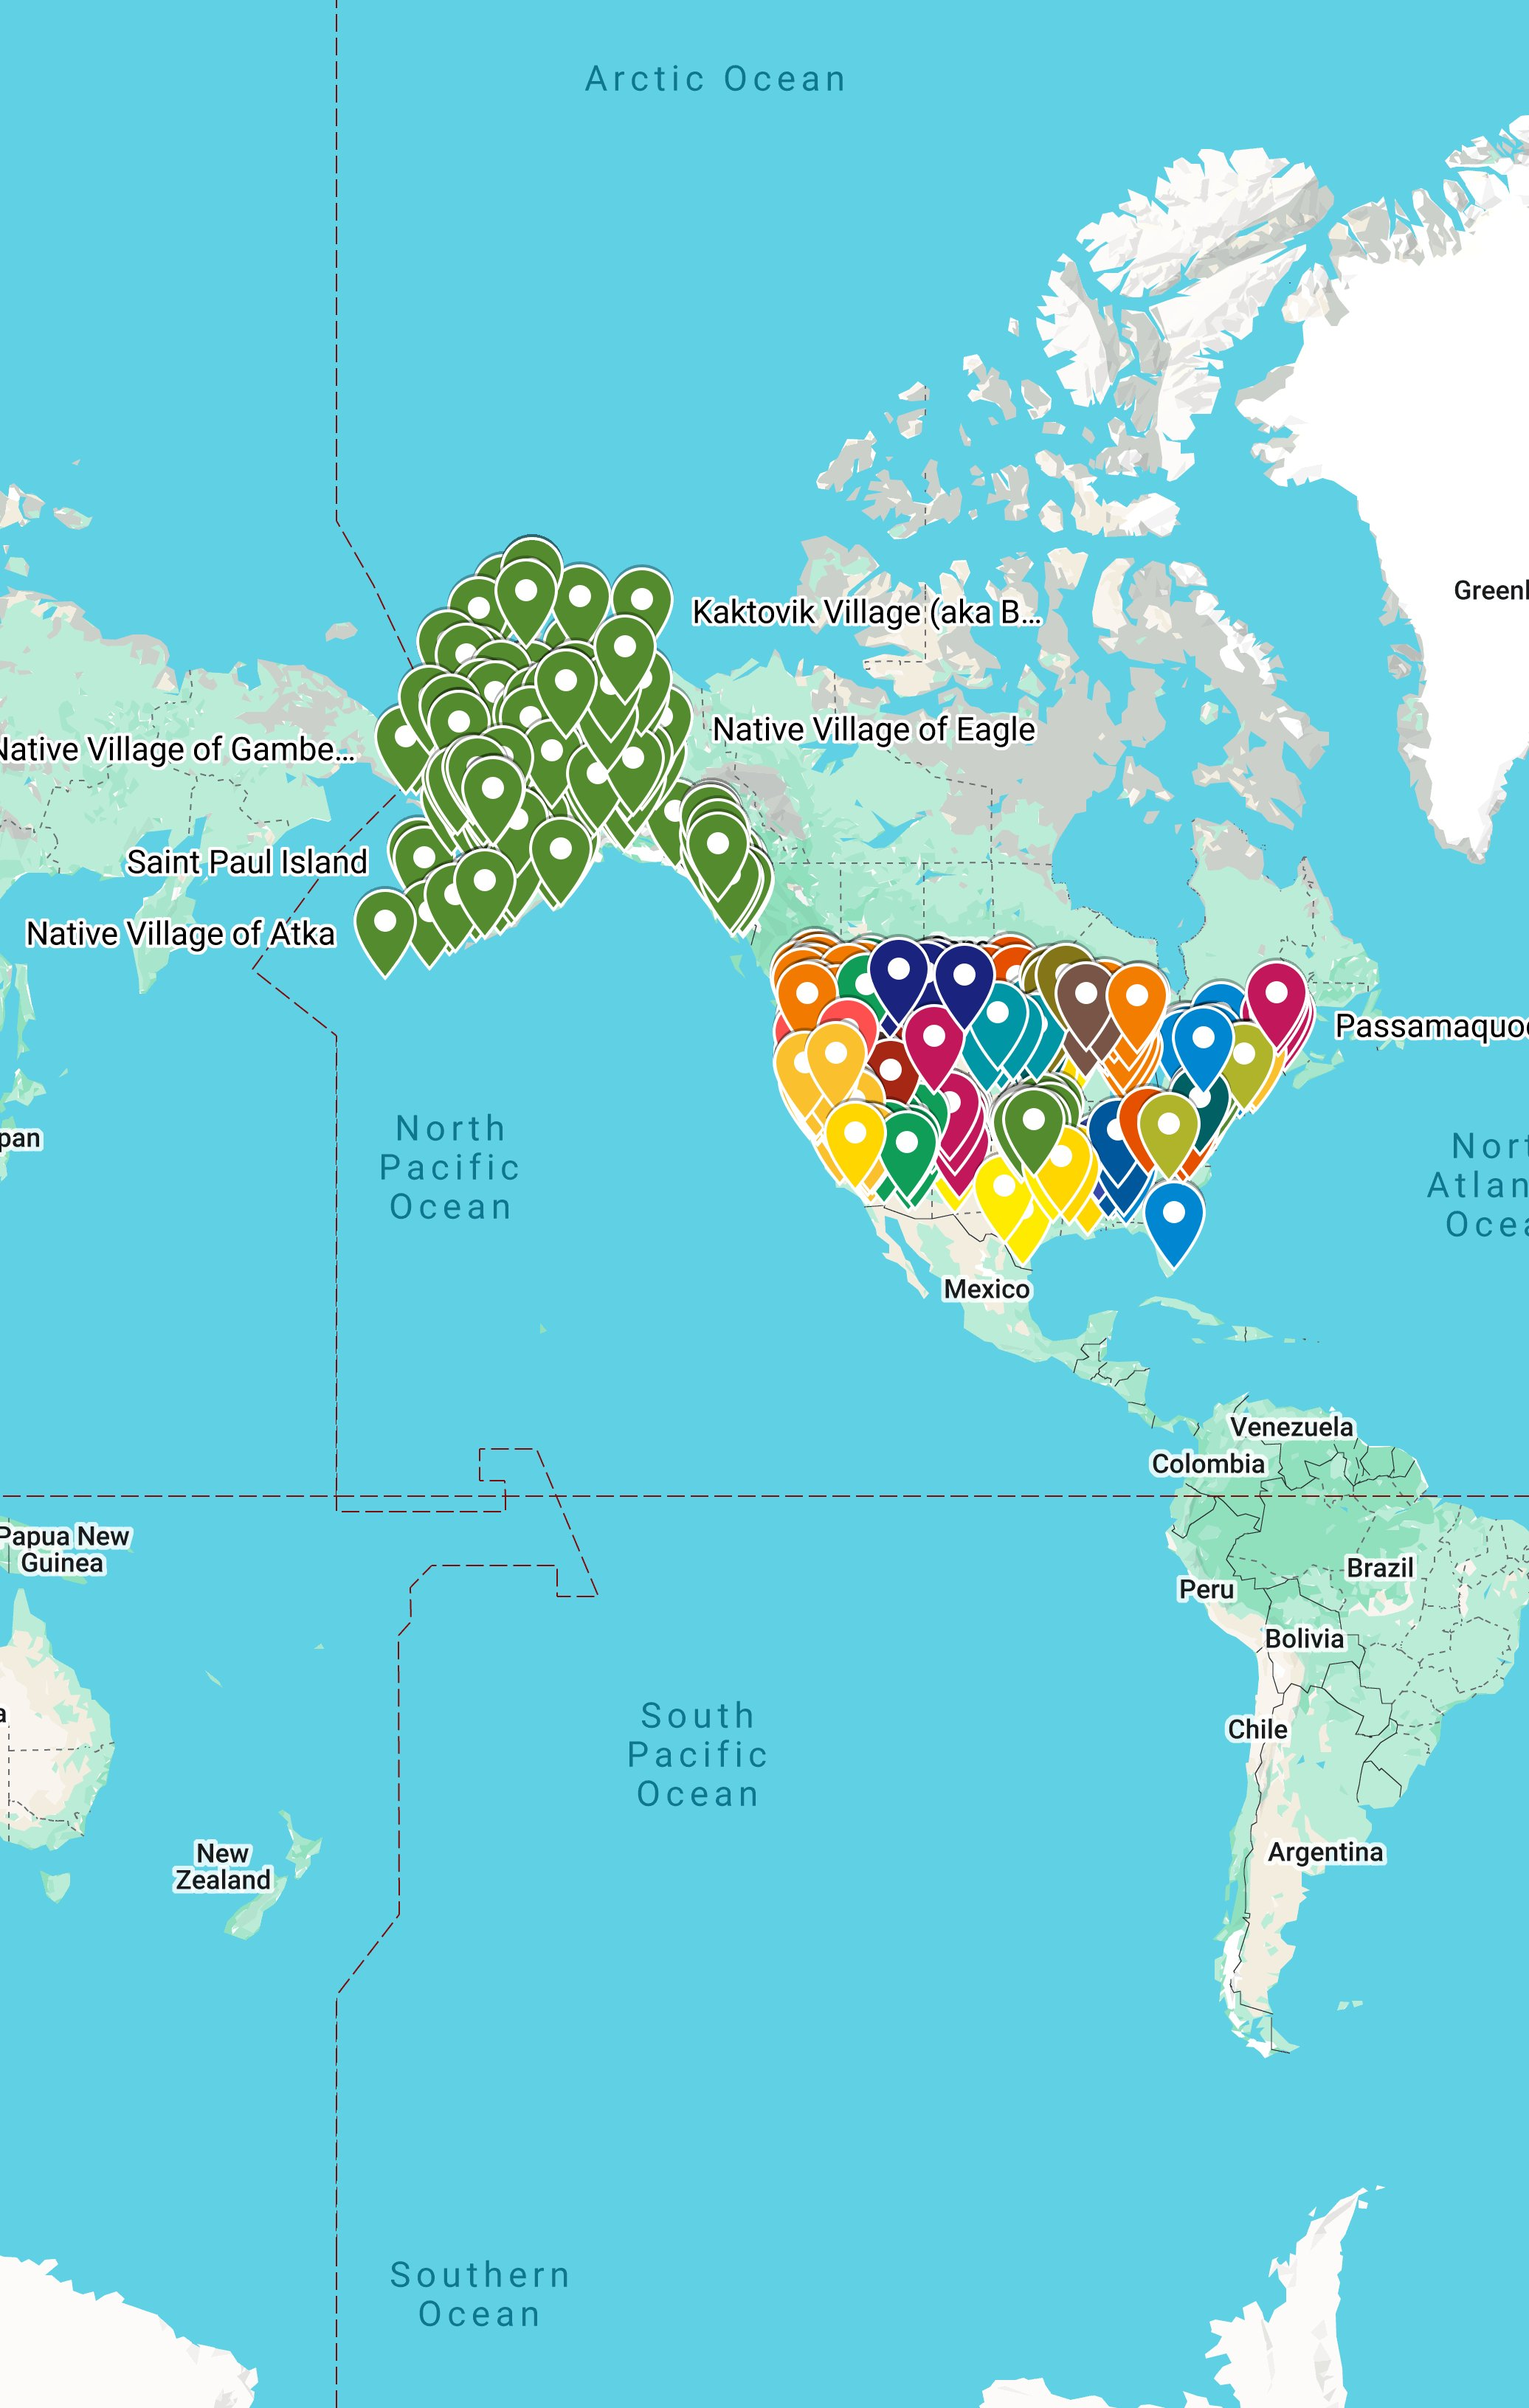 Arctic Ocean
Greenl
Kaktovik Village (aka B...
Native Village of Eagle
Native Village of Gambe...
Saint Paul Island
Native Village of Atka
Passamaquo
North
Pacific
Ocean
pan
Nort
Atlan
Ocea
Mexico
Venezuela
Colombia
Papua New
Guinea
Brazil
Peru
Bolivia
South
Pacific
Ocean
a
Chile
New
Zealand
Argentina
Southern
Ocean